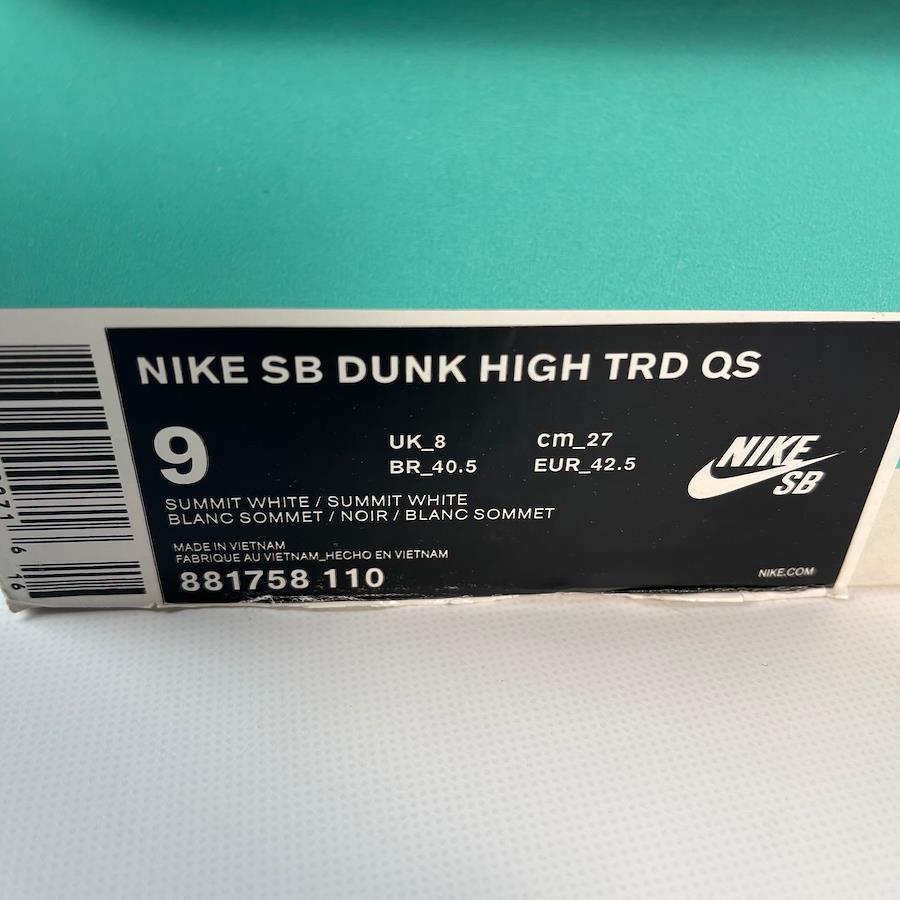 NIKE SB DUNK HIGH TRD QS
9
UK_8 cm_27
BR_40.5 EUR_42.5
NIKE
SB
SUMMIT WHITE / SUMMIT WHITE
BLANC SOMMET / NOIR / BLANC SOMMET
MADE IN VIETNAM
FABRIQUE AU VIETNAM_HECHO EN VIETNAM
881758 110
NIKE.COM